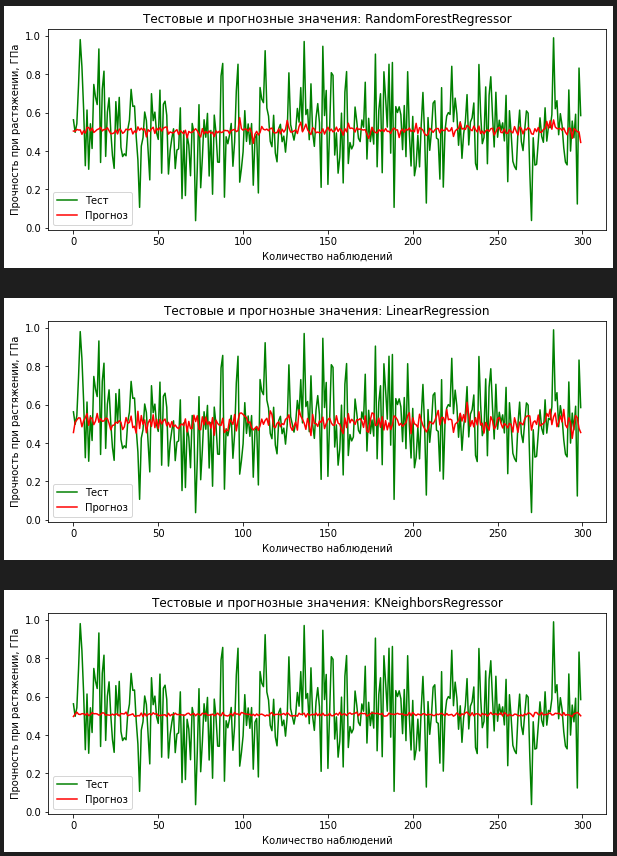 Тестовые и прогнозные значения: RandomForestRegressor
Прочность при растяжении, ГПа
1.0
0.8
0.6
0.4
0.2
0.0
Тест
Прогноз
0 50 100 150 200 250 300
Количество наблюдений
Тестовые и прогнозные значения: LinearRegression
Прочность при растяжении, ГПа
1.0
0.8
0.6
0.4
0.2
0.0
Тест
Прогноз
0 50 100 150 200 250 300
Количество наблюдений
Тестовые и прогнозные значения: KNeighborsRegressor
Прочность при растяжении, ГПа
1.0
0.8
0.6
0.4
0.2
0.0
Тест
Прогноз
0 50 100 150 200 250 300
Количество наблюдений